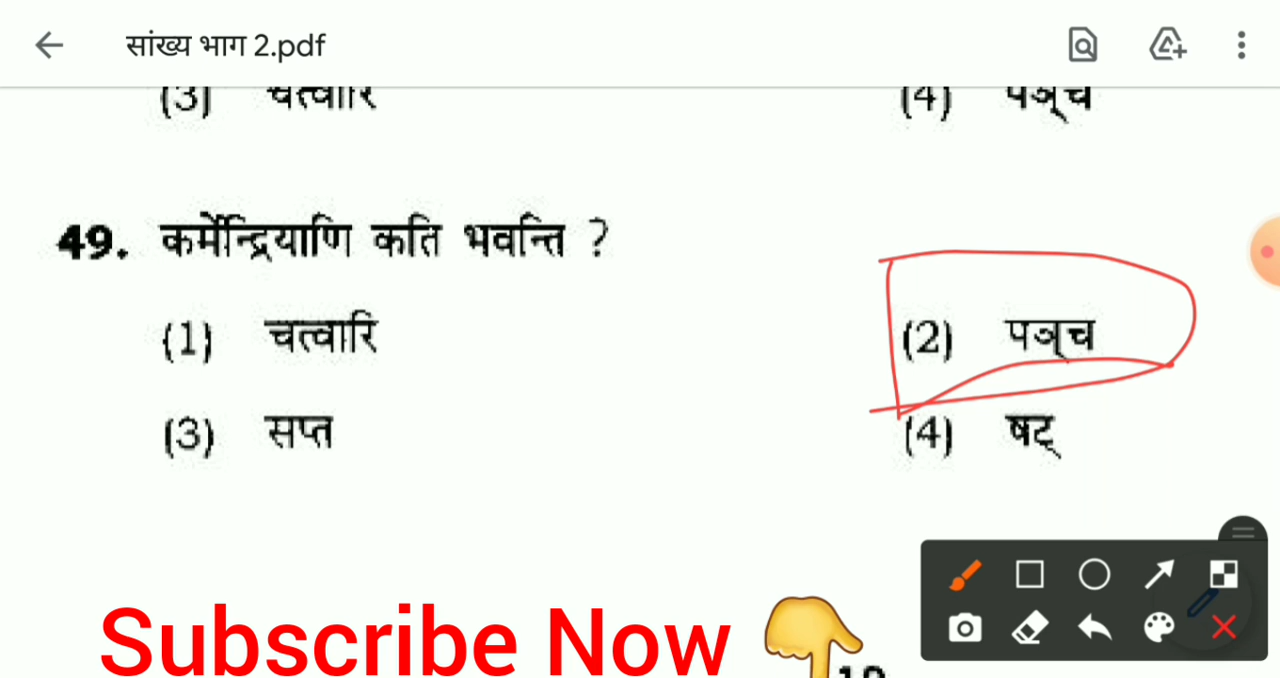 सांख्य भाग 2.pdf
(3) चत्वारि (4) पञ्च
49. कर्मेन्द्रियाणि कति भवन्ति ?
(1) चत्वारि (2) पञ्च
(3) सप्त (4) षट्
Subscribe Now